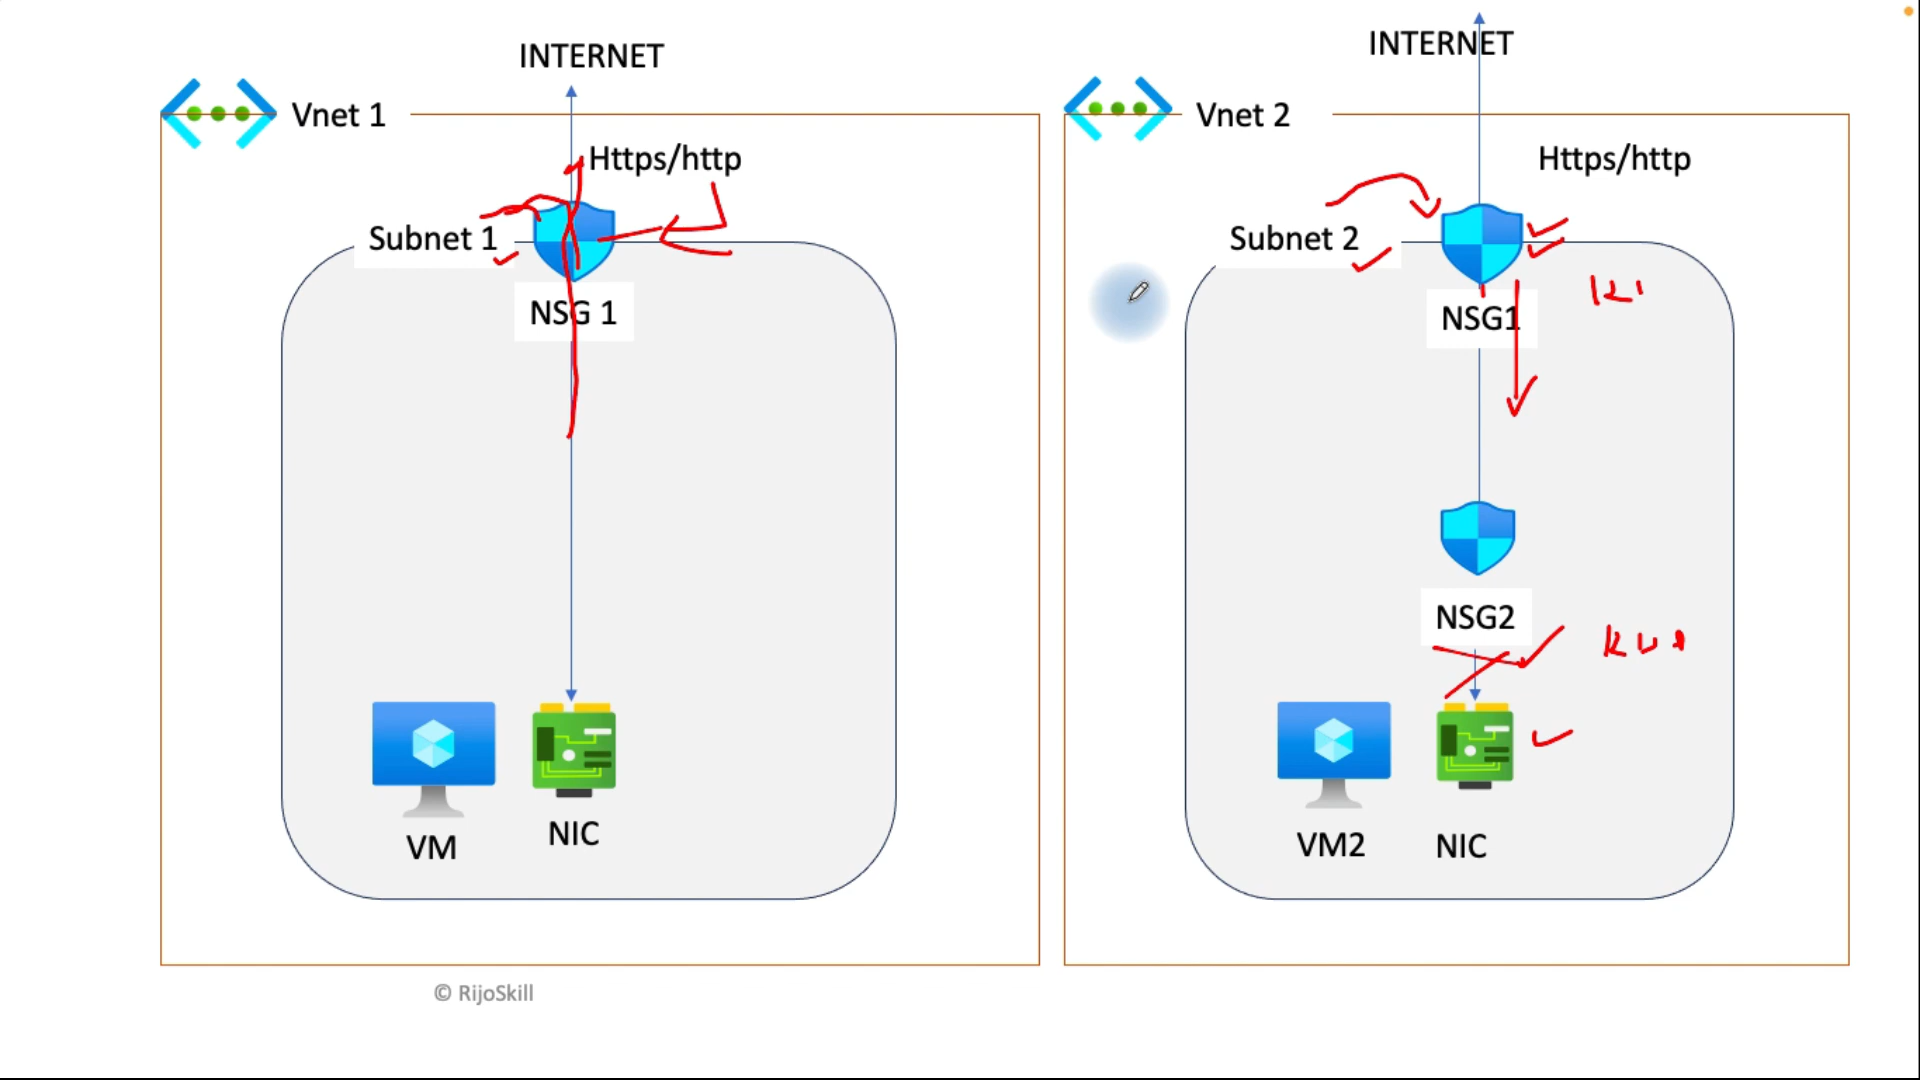 INTERNET
Vnet 1
Https/http
Subnet 1
NSG 1
VM
NIC
© RijoSkill
INTERNET
Vnet 2
Https/http
Subnet 2
NSG1
NSG2
VM2
NIC